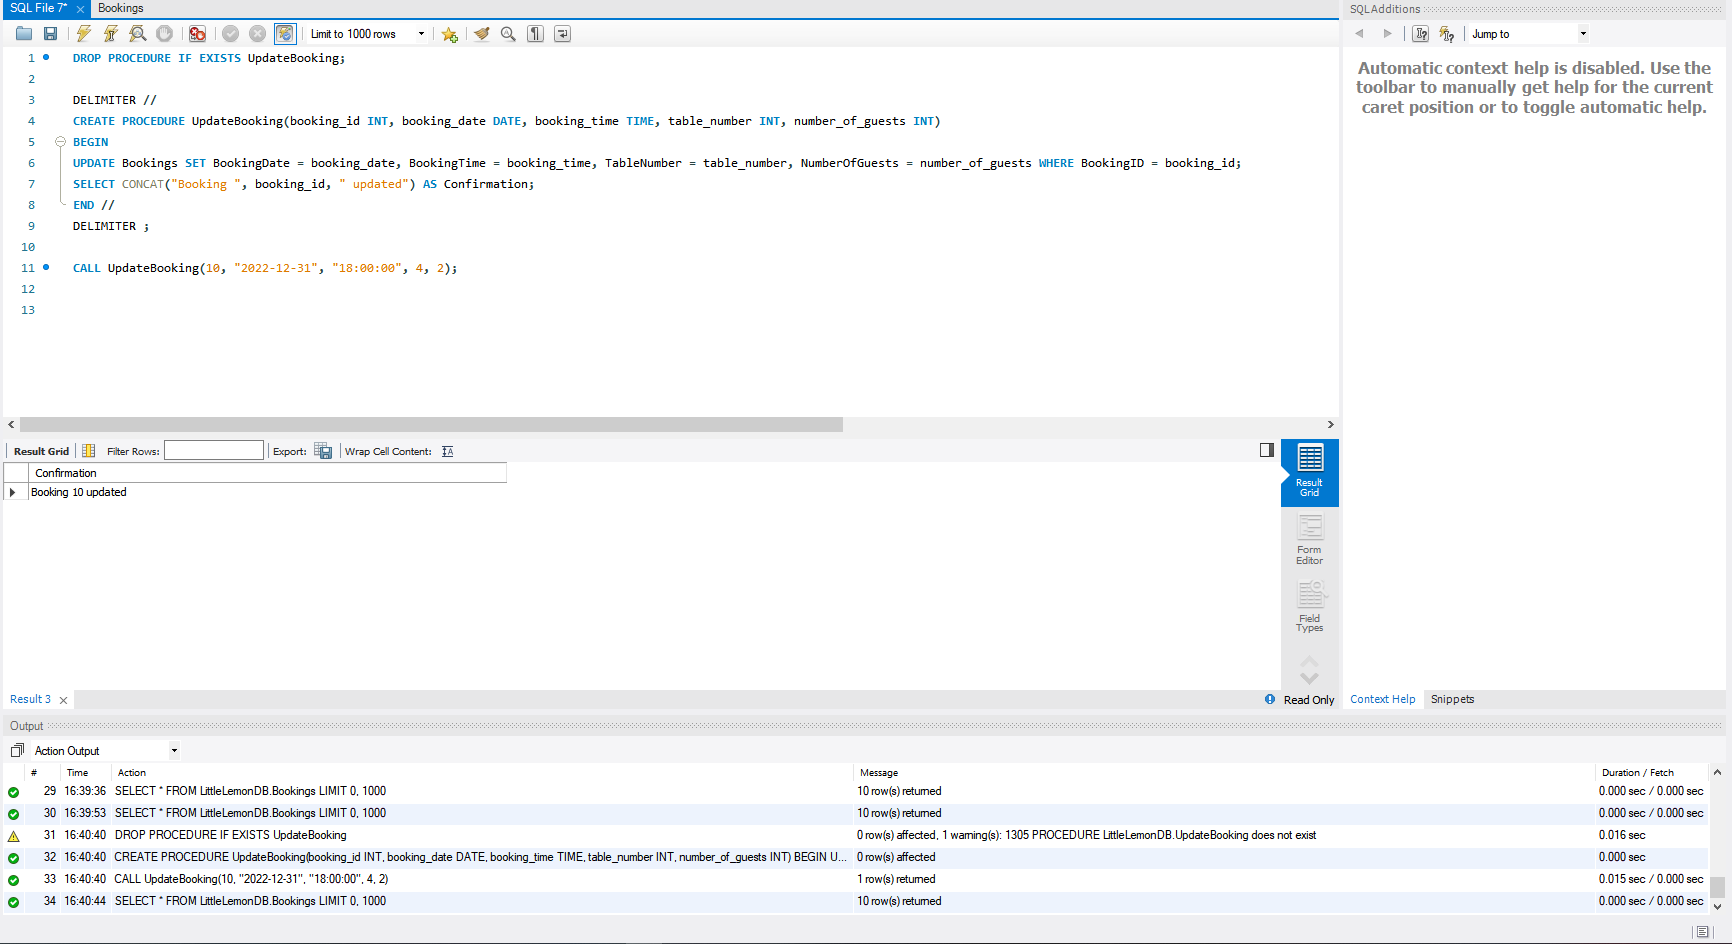 SQL File 7* Bookings
Limit to 1000 rows
1 DROP PROCEDURE IF EXISTS UpdateBooking;
2
3 DELIMITER //
4 CREATE PROCEDURE UpdateBooking(booking_id INT, booking_date DATE, booking_time TIME, table_number INT, number_of_guests INT)
5 BEGIN
6 UPDATE Bookings SET BookingDate = booking_date, BookingTime = booking_time, TableNumber = table_number, NumberOfGuests = number_of_guests WHERE BookingID = booking_id;
7 SELECT CONCAT("Booking ", booking_id, " updated") AS Confirmation;
8 END //
9 DELIMITER ;
10
11 CALL UpdateBooking(10, "2022-12-31", "18:00:00", 4, 2);
12
13
SQLAdditions
Jump to
Automatic context help is disabled. Use the
toolbar to manually get help for the current
caret position or to toggle automatic help.
Result Grid Filter Rows: Export: Wrap Cell Content:
Confirmation
Booking 10 updated
Result
Grid
Form
Editor
Field
Types
Result 3 Read Only
Context Help Snippets
Output
Action Output
# Time Action Message Duration / Fetch
29 16:39:36 SELECT * FROM LittleLemonDB.Bookings LIMIT 0, 1000 10 row(s) returned 0.000 sec / 0.000 sec
30 16:39:53 SELECT * FROM LittleLemonDB.Bookings LIMIT 0, 1000 10 row(s) returned 0.000 sec / 0.000 sec
31 16:40:40 DROP PROCEDURE IF EXISTS UpdateBooking 0 row(s) affected, 1 warning(s): 1305 PROCEDURE LittleLemonDB.UpdateBooking does not exist 0.016 sec
32 16:40:40 CREATE PROCEDURE UpdateBooking(booking_id INT, booking_date DATE, booking_time TIME, table_number INT, number_of_guests INT) BEGIN U... 0 row(s) affected 0.000 sec
33 16:40:40 CALL UpdateBooking(10, "2022-12-31", "18:00:00", 4, 2) 1 row(s) returned 0.015 sec / 0.000 sec
34 16:40:44 SELECT * FROM LittleLemonDB.Bookings LIMIT 0, 1000 10 row(s) returned 0.000 sec / 0.000 sec